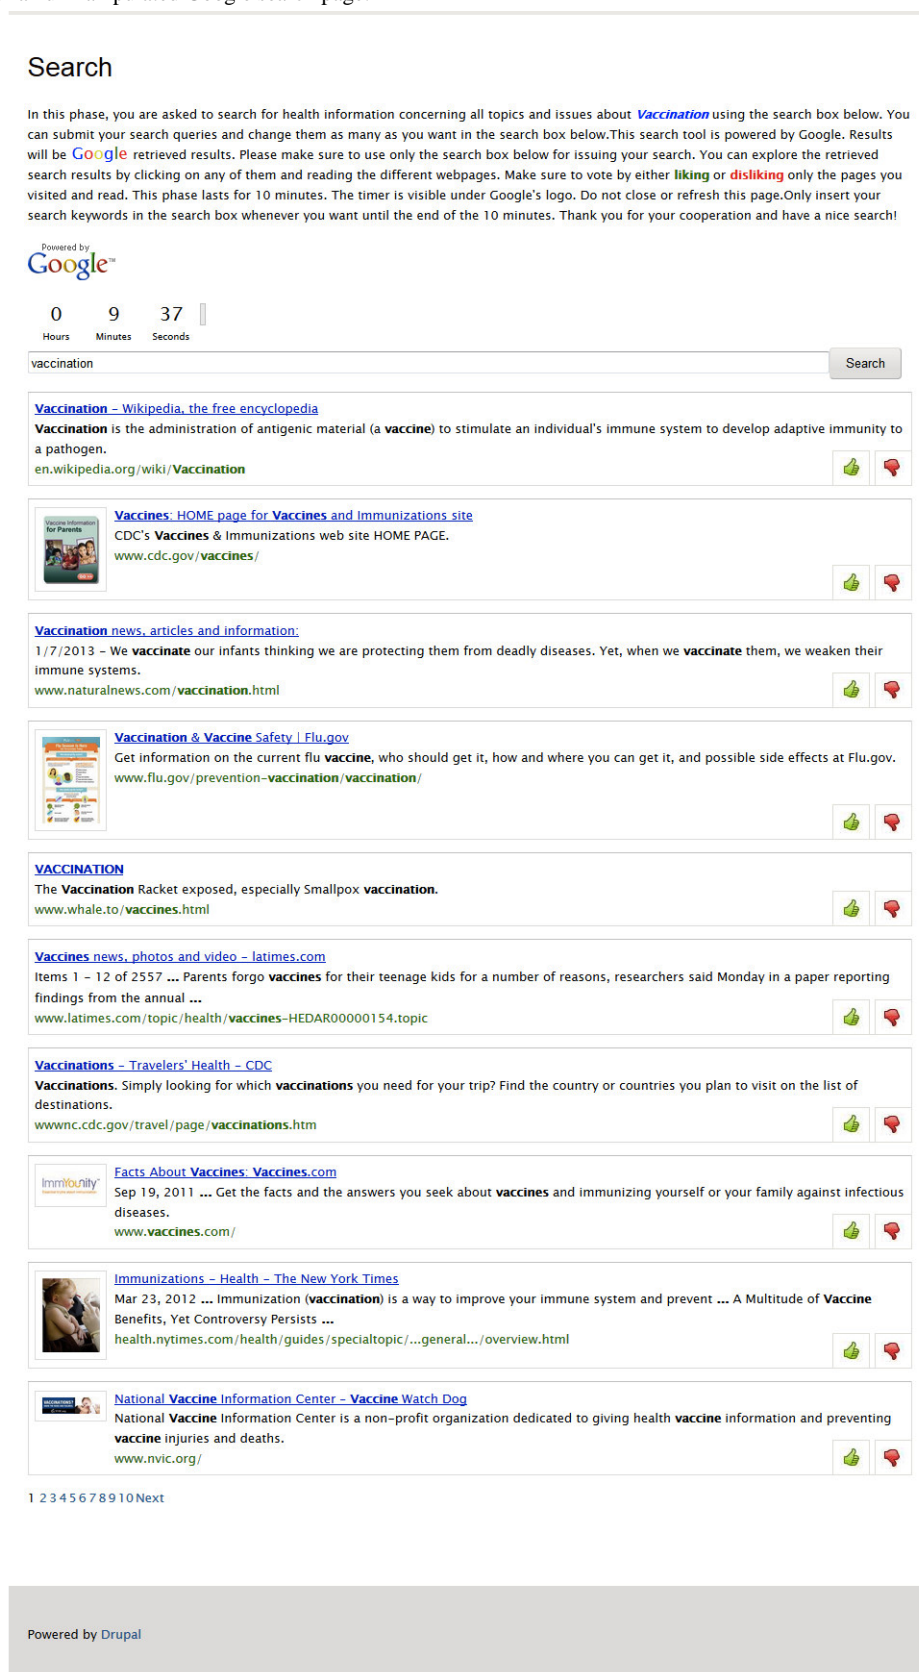 Search
In this phase, you are asked to search for health information concerning all topics and issues about Vaccination using the search box below. You
can submit your search queries and change them as many as you want in the search box below.This search tool is powered by Google. Results
will be Google retrieved results. Please make sure to use only the search box below for issuing your search. You can explore the retrieved
search results by clicking on any of them and reading the different webpages. Make sure to vote by either liking or disliking only the pages you
visited and read. This phase lasts for 10 minutes. The timer is visible under Google's logo. Do not close or refresh this page.Only insert your
search keywords in the search box whenever you want until the end of the 10 minutes. Thank you for your cooperation and have a nice search!
Powered by
Google™
0 9 37
Hours Minutes Seconds
vaccination Search
Vaccination – Wikipedia, the free encyclopedia
Vaccination is the administration of antigenic material (a vaccine) to stimulate an individual's immune system to develop adaptive immunity to
a pathogen.
en.wikipedia.org/wiki/Vaccination
Vaccine Information
for Parents
Vaccines: HOME page for Vaccines and Immunizations site
CDC's Vaccines & Immunizations web site HOME PAGE.
www.cdc.gov/vaccines/
Vaccination news, articles and information:
1/7/2013 – We vaccinate our infants thinking we are protecting them from deadly diseases. Yet, when we vaccinate them, we weaken their
immune systems.
www.naturalnews.com/vaccination.html
Vaccination & Vaccine Safety | Flu.gov
Get information on the current flu vaccine, who should get it, how and where you can get it, and possible side effects at Flu.gov.
www.flu.gov/prevention-vaccination/vaccination/
VACCINATION
The Vaccination Racket exposed, especially Smallpox vaccination.
www.whale.to/vaccines.html
Vaccines news, photos and video – latimes.com
Items 1 – 12 of 2557 ... Parents forgo vaccines for their teenage kids for a number of reasons, researchers said Monday in a paper reporting
findings from the annual ...
www.latimes.com/topic/health/vaccines-HEDAR00000154.topic
Vaccinations – Travelers' Health – CDC
Vaccinations. Simply looking for which vaccinations you need for your trip? Find the country or countries you plan to visit on the list of
destinations.
wwwnc.cdc.gov/travel/page/vaccinations.htm
ImmYounity
Facts About Vaccines: Vaccines.com
Sep 19, 2011 ... Get the facts and the answers you seek about vaccines and immunizing yourself or your family against infectious
diseases.
www.vaccines.com/
Immunizations – Health – The New York Times
Mar 23, 2012 ... Immunization (vaccination) is a way to improve your immune system and prevent ... A Multitude of Vaccine
Benefits, Yet Controversy Persists ...
health.nytimes.com/health/guides/specialtopic/...general.../overview.html
VACCINATIONS?
National Vaccine Information Center – Vaccine Watch Dog
National Vaccine Information Center is a non-profit organization dedicated to giving health vaccine information and preventing
vaccine injuries and deaths.
www.nvic.org/
1 2 3 4 5 6 7 8 9 10 Next
Powered by Drupal